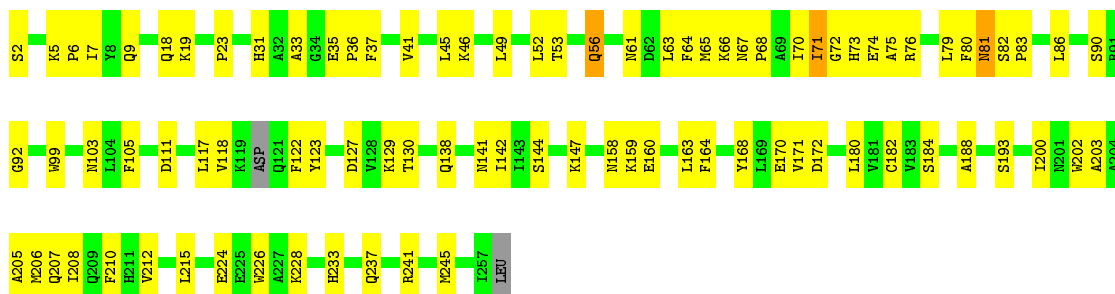 S2 K5 P6 I7 Y8 Q9 Q18 K19 P23 H31 A32 A33 G34 E35 P36 F37 V41 L45 K46 L49 L52 T53 Q56 N61 D62 L63 F64 M65 K66 N67 P68 A69 I70 I71 G72 H73 E74 A75 R76 L79 F80 N81 S82 P83 L86 S90 R91
G92 W99 N103 L104 F105 D111 L117 V118 K119 ASP Q121 F122 Y123 D127 V128 K129 T130 Q138 N141 I142 I143 S144 K147 N158 K159 E160 L163 F164 Y168 L169 E170 V171 D172 L180 V181 C182 V183 S184 A188 S193 I200 N201 W202 A203 A204
A205 M206 Q207 I208 Q209 F210 H211 V212 L215 E224 E225 W226 A227 K228 H233 Q237 R241 M245 I257 LEU